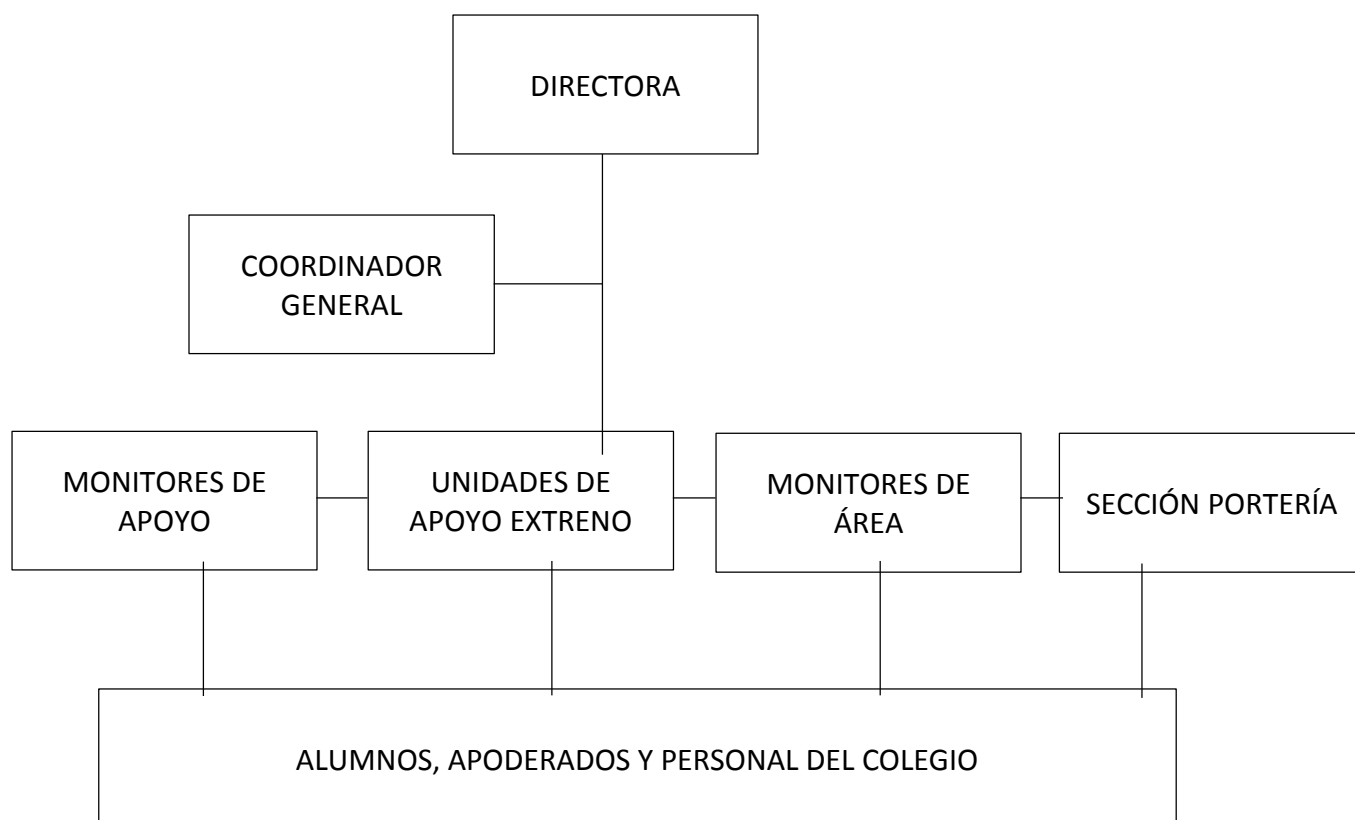 DIRECTORA
COORDINADOR
GENERAL
MONITORES DE
APOYO
UNIDADES DE
APOYO EXTRENO
MONITORES DE
ÁREA
SECCIÓN PORTERÍA
ALUMNOS, APODERADOS Y PERSONAL DEL COLEGIO